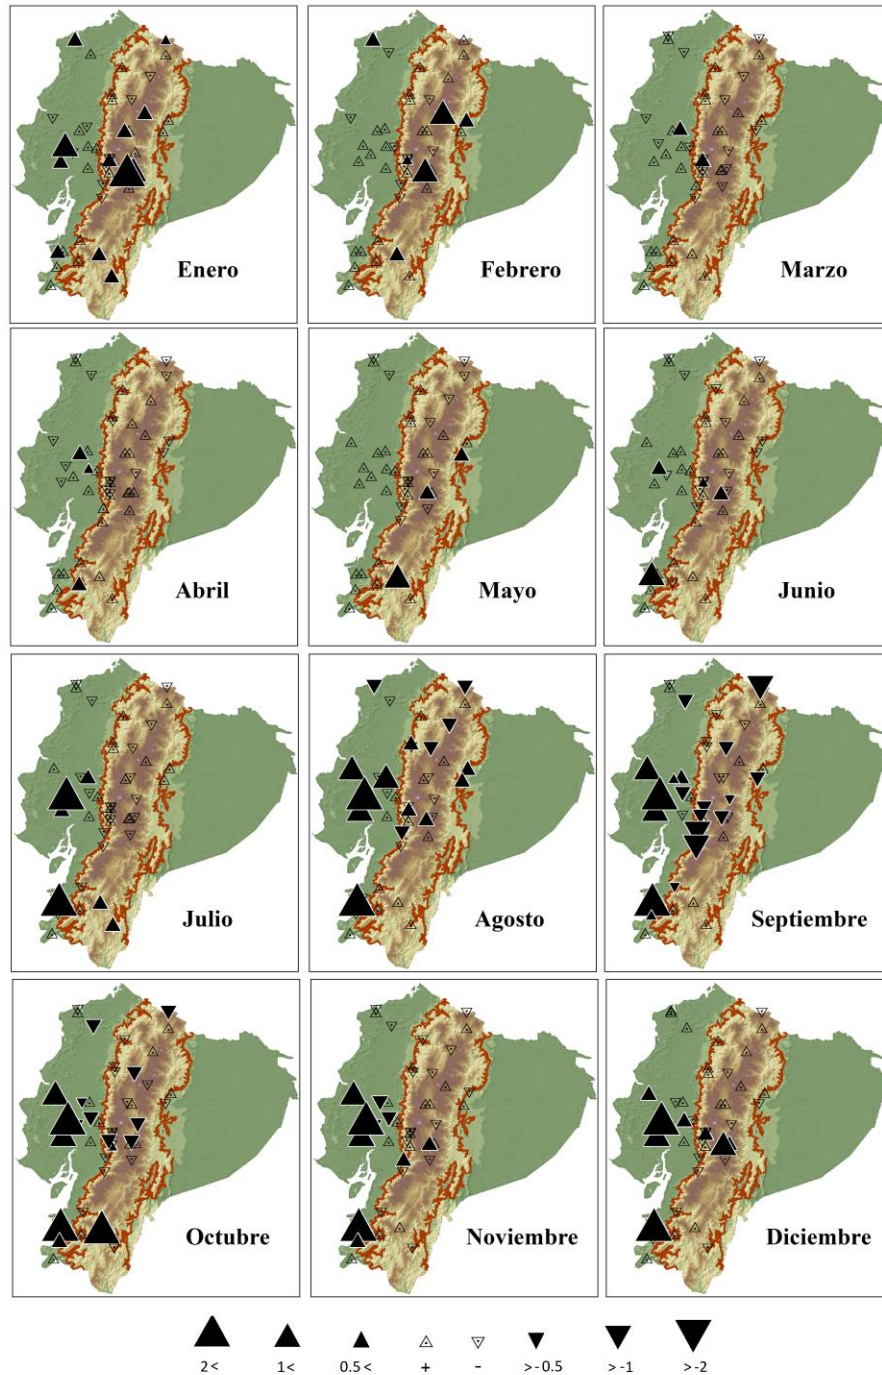 Enero
Febrero
Marzo
Abril
Mayo
Junio
Julio
Agosto
Septiembre
Octubre
Noviembre
Diciembre
2< 1< 0.5< + - >-0.5 >-1 >-2